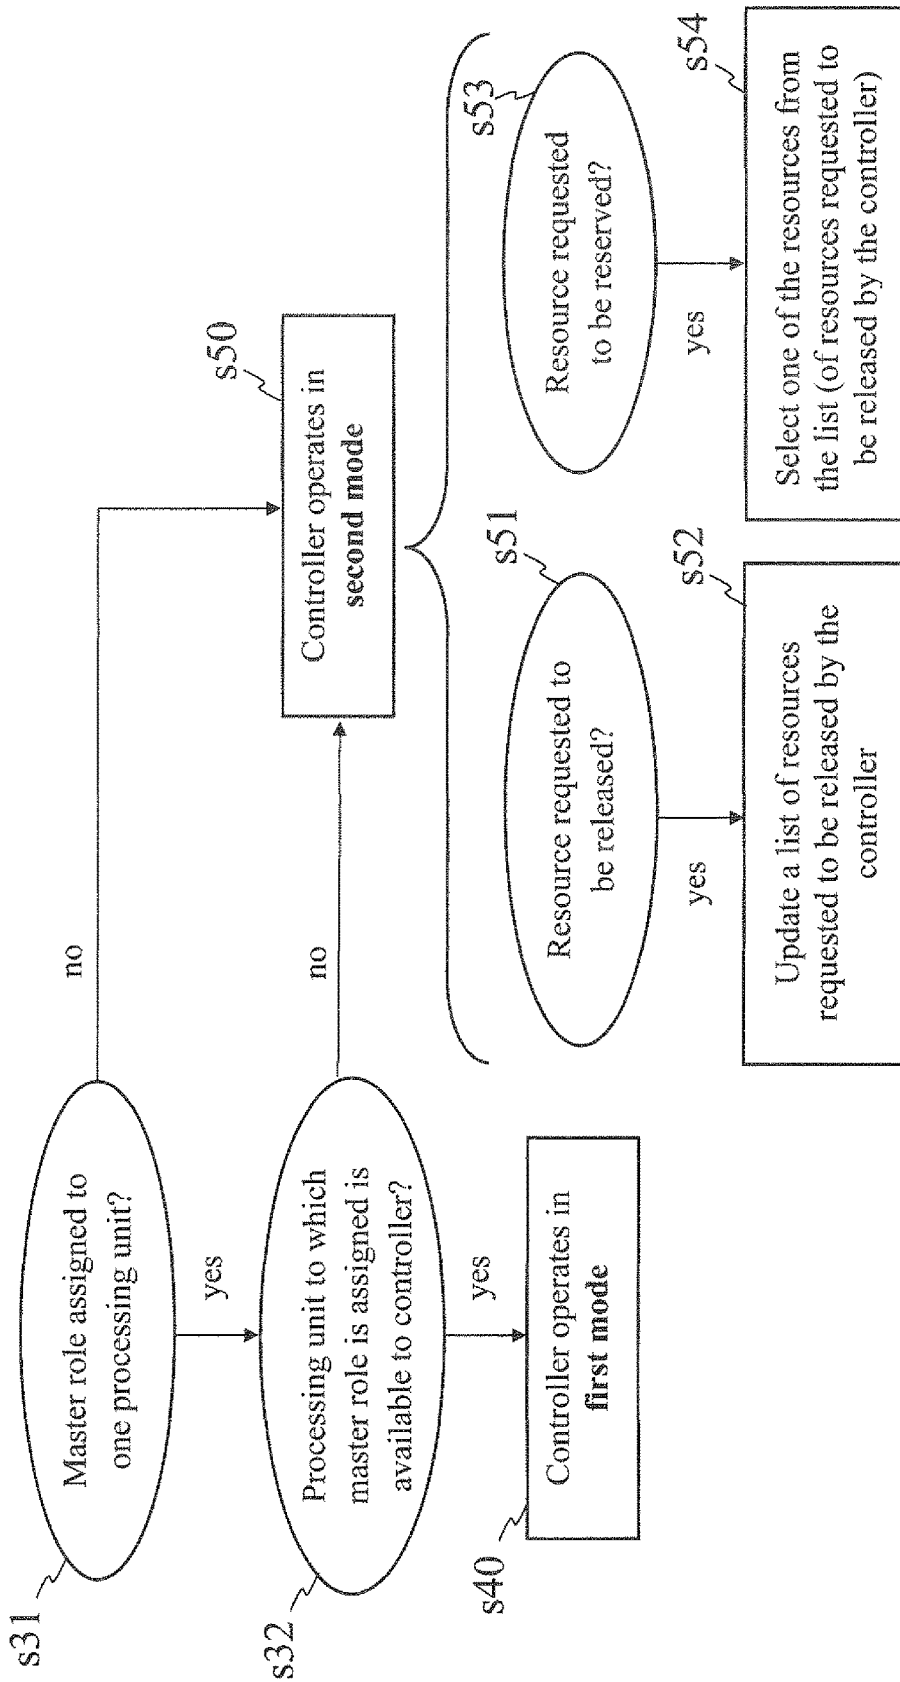 s31
Master role assigned to
one processing unit?
no
yes
s32
Processing unit to which
master role is assigned is
available to controller?
no
yes
s40
Controller operates in
first mode
s50
Controller operates in
second mode
s51
Resource requested to
be released?
yes
s52
Update a list of resources
requested to be released by the
controller
s53
Resource requested
to be reserved?
yes
s54
Select one of the resources from
the list (of resources requested to
be released by the controller)